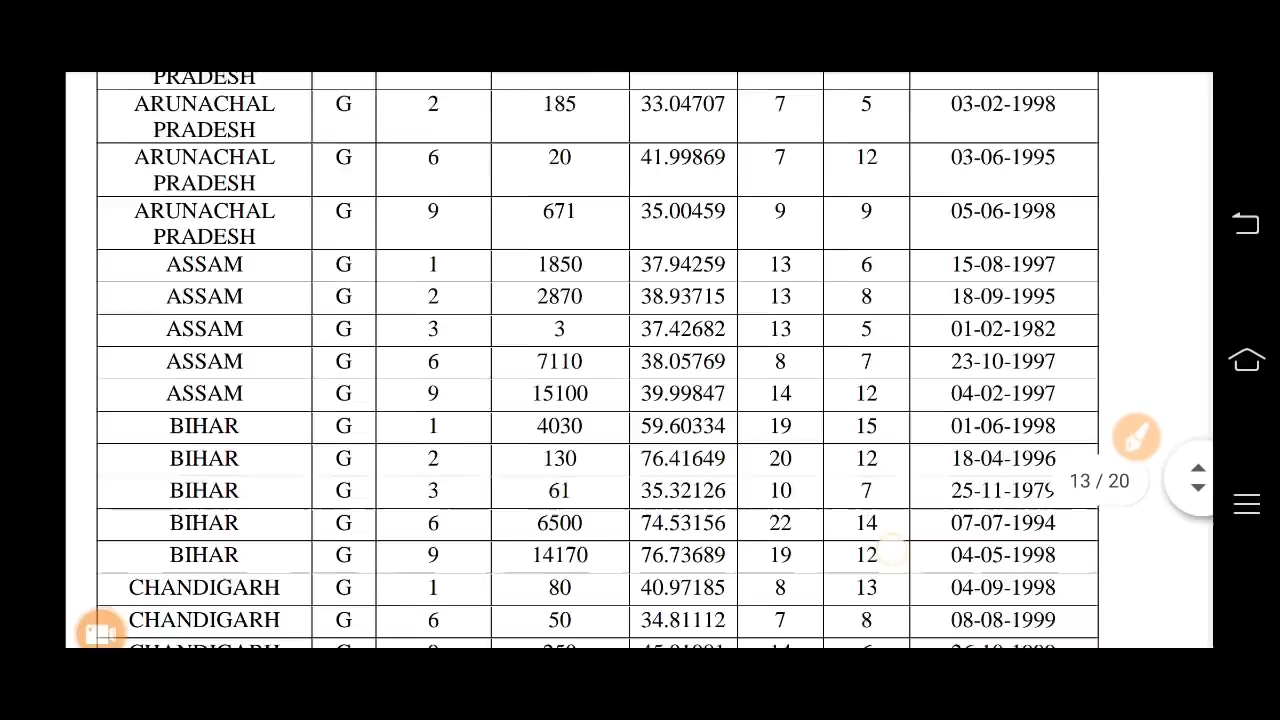 PRADESH
ARUNACHAL G 2 185 33.04707 7 5 03-02-1998
PRADESH
ARUNACHAL G 6 20 41.99869 7 12 03-06-1995
PRADESH
ARUNACHAL G 9 671 35.00459 9 9 05-06-1998
PRADESH
ASSAM G 1 1850 37.94259 13 6 15-08-1997
ASSAM G 2 2870 38.93715 13 8 18-09-1995
ASSAM G 3 3 37.42682 13 5 01-02-1982
ASSAM G 6 7110 38.05769 8 7 23-10-1997
ASSAM G 9 15100 39.99847 14 12 04-02-1997
BIHAR G 1 4030 59.60334 19 15 01-06-1998
BIHAR G 2 130 76.41649 20 12 18-04-1996
BIHAR G 3 61 35.32126 10 7 25-11-1979
13 / 20
BIHAR G 6 6500 74.53156 22 14 07-07-1994
BIHAR G 9 14170 76.73689 19 12 04-05-1998
CHANDIGARH G 1 80 40.97185 8 13 04-09-1998
CHANDIGARH G 6 50 34.81112 7 8 08-08-1999
CHANDIGARH G